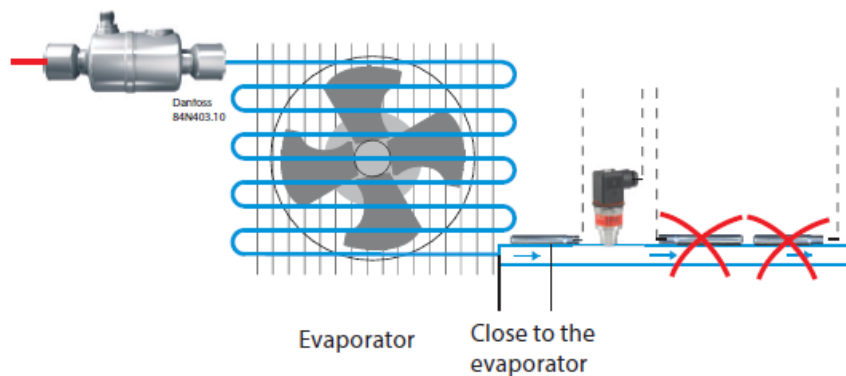 Danfoss
84N403.10
Evaporator
Close to the
evaporator